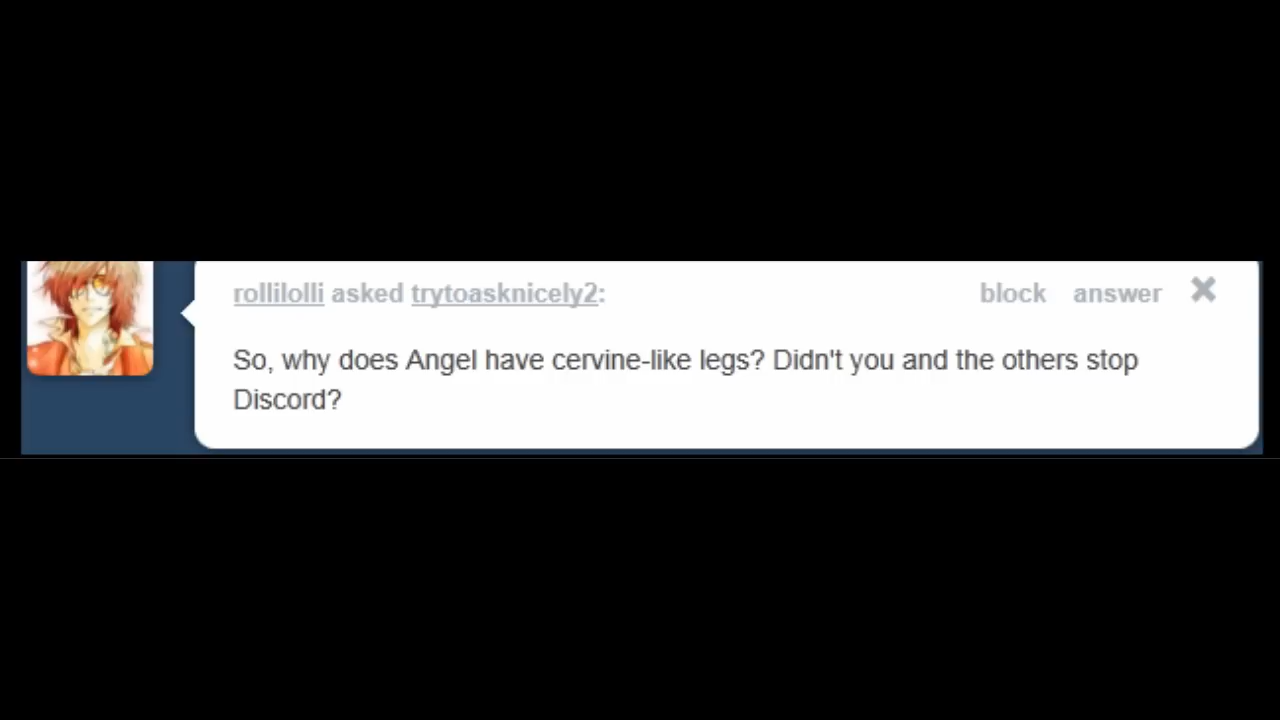 rollilolli asked trytoasknicely2: block answer
So, why does Angel have cervine-like legs? Didn't you and the others stop
Discord?